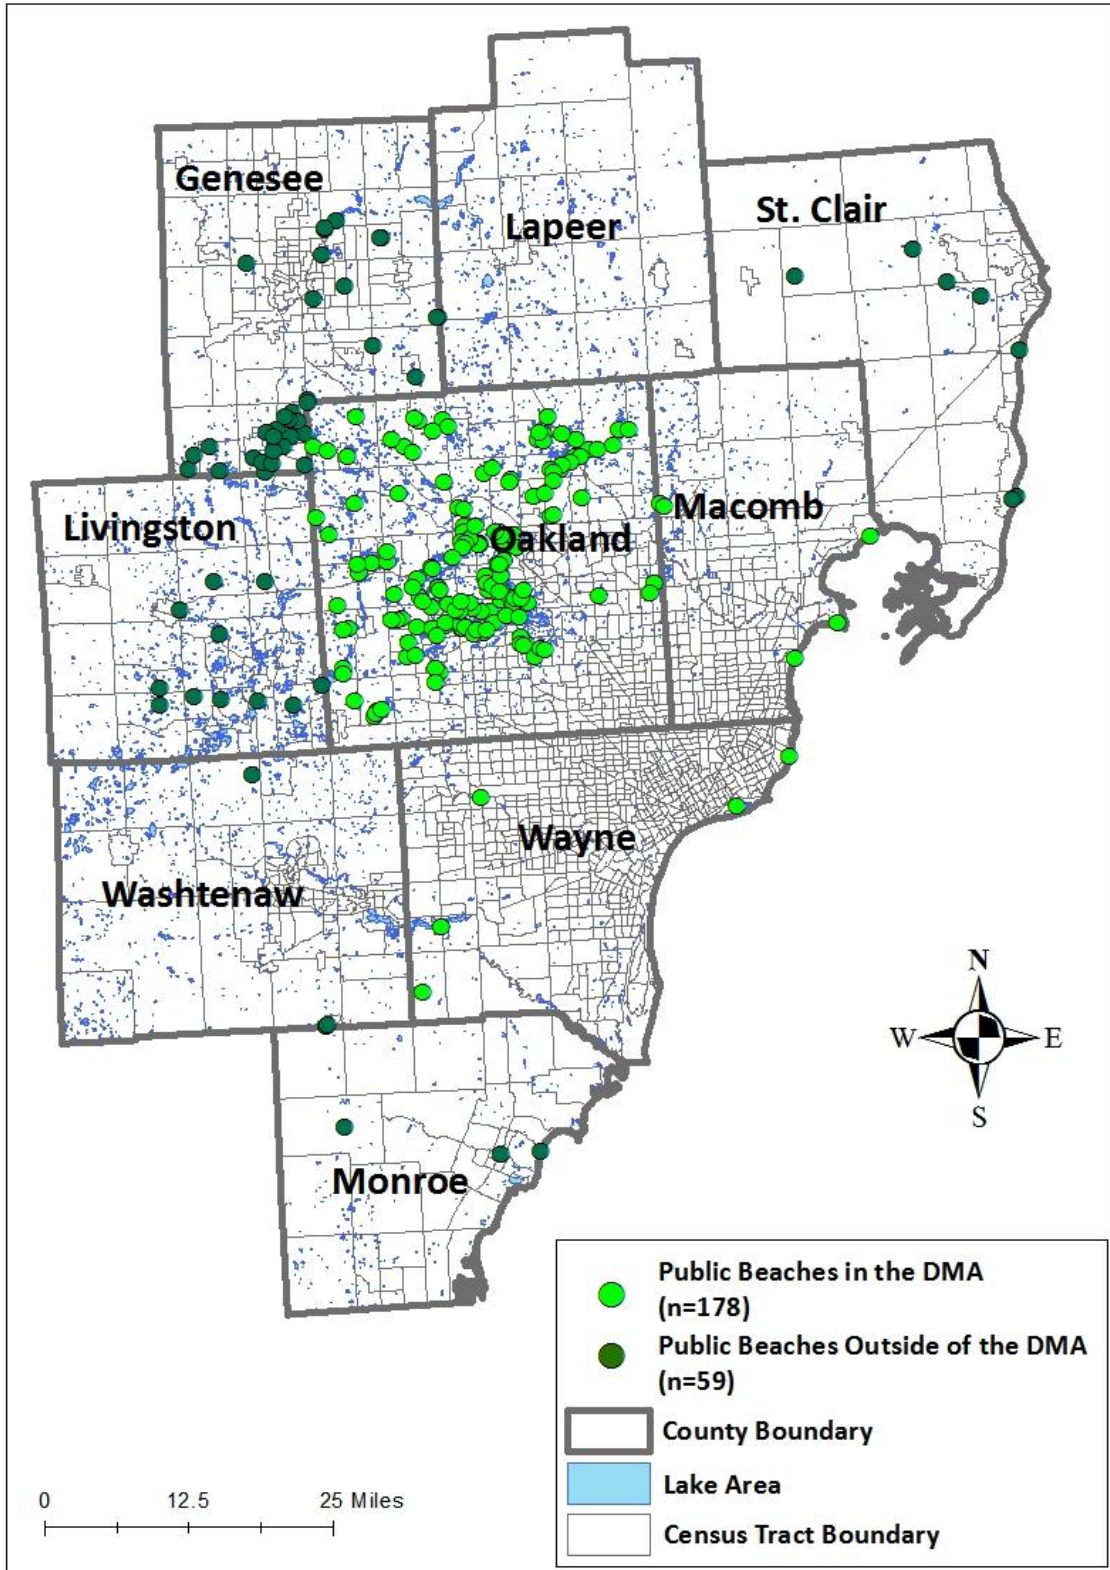 Genesee
Lapeer
St. Clair
Livingston
Oakland
Macomb
Washtenaw
Wayne
Monroe
N
W E
S
Public Beaches in the DMA
(n=178)
Public Beaches Outside of the DMA
(n=59)
County Boundary
Lake Area
Census Tract Boundary
0 12.5 25 Miles